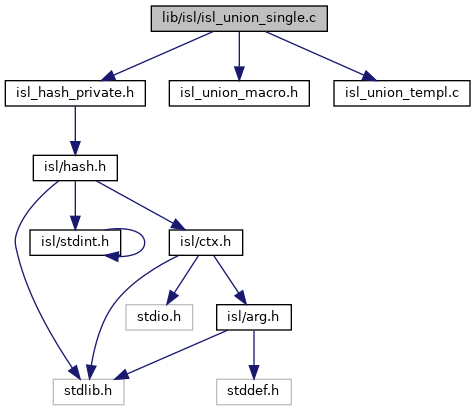 lib/isl/isl_union_single.c
isl_hash_private.h
isl_union_macro.h
isl_union_templ.c
isl/hash.h
isl/stdint.h
isl/ctx.h
stdio.h
isl/arg.h
stdlib.h
stddef.h